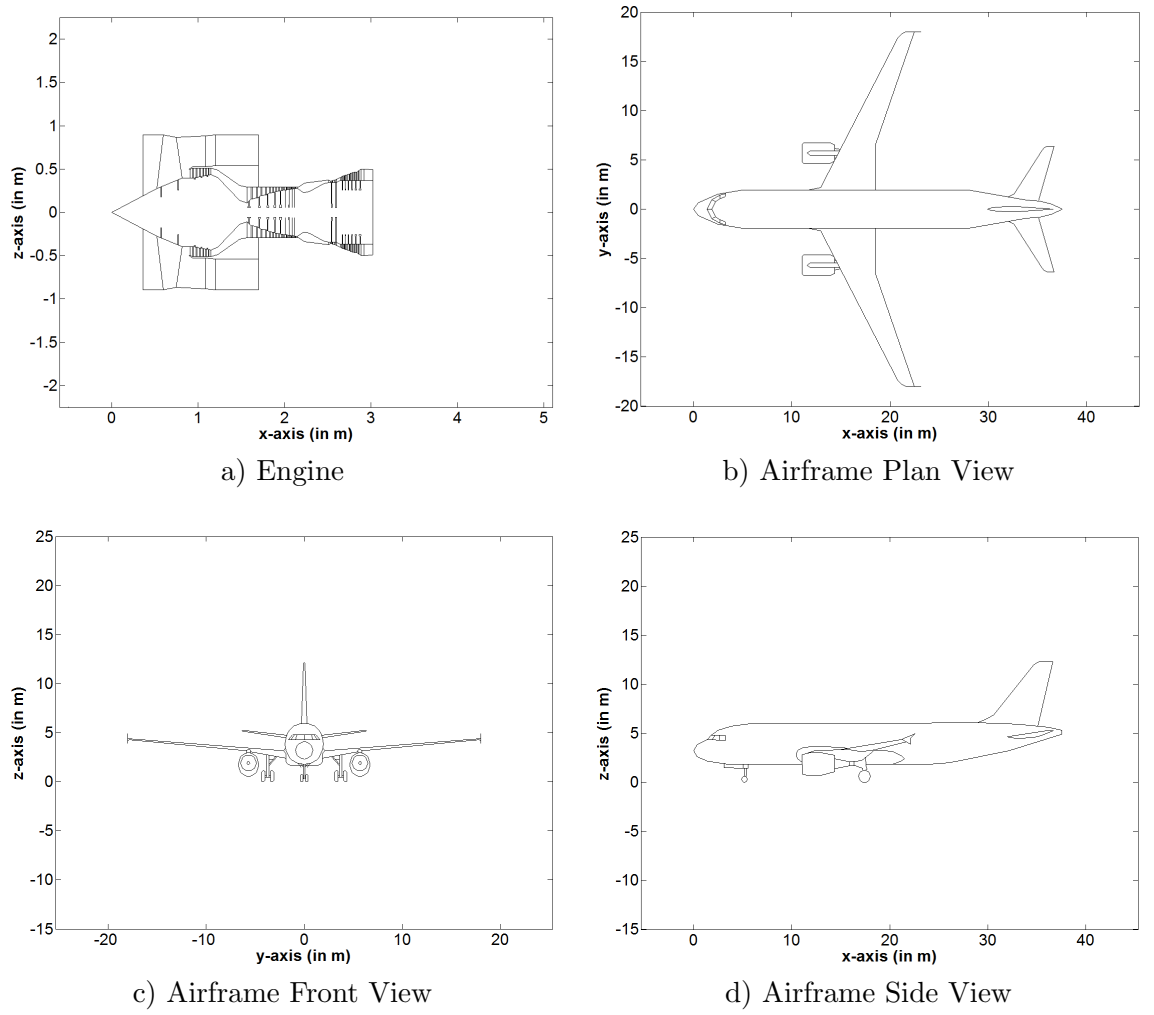 2
1.5
1
0.5
0
-0.5
-1
-1.5
-2
z-axis (in m)
0 1 2 3 4 5
x-axis (in m)
a) Engine
20
15
10
5
0
-5
-10
-15
-20
y-axis (in m)
0 10 20 30 40
x-axis (in m)
b) Airframe Plan View
25
20
15
10
5
0
-5
-10
-15
z-axis (in m)
-20 -10 0 10 20
y-axis (in m)
c) Airframe Front View
25
20
15
10
5
0
-5
-10
-15
z-axis (in m)
0 10 20 30 40
x-axis (in m)
d) Airframe Side View